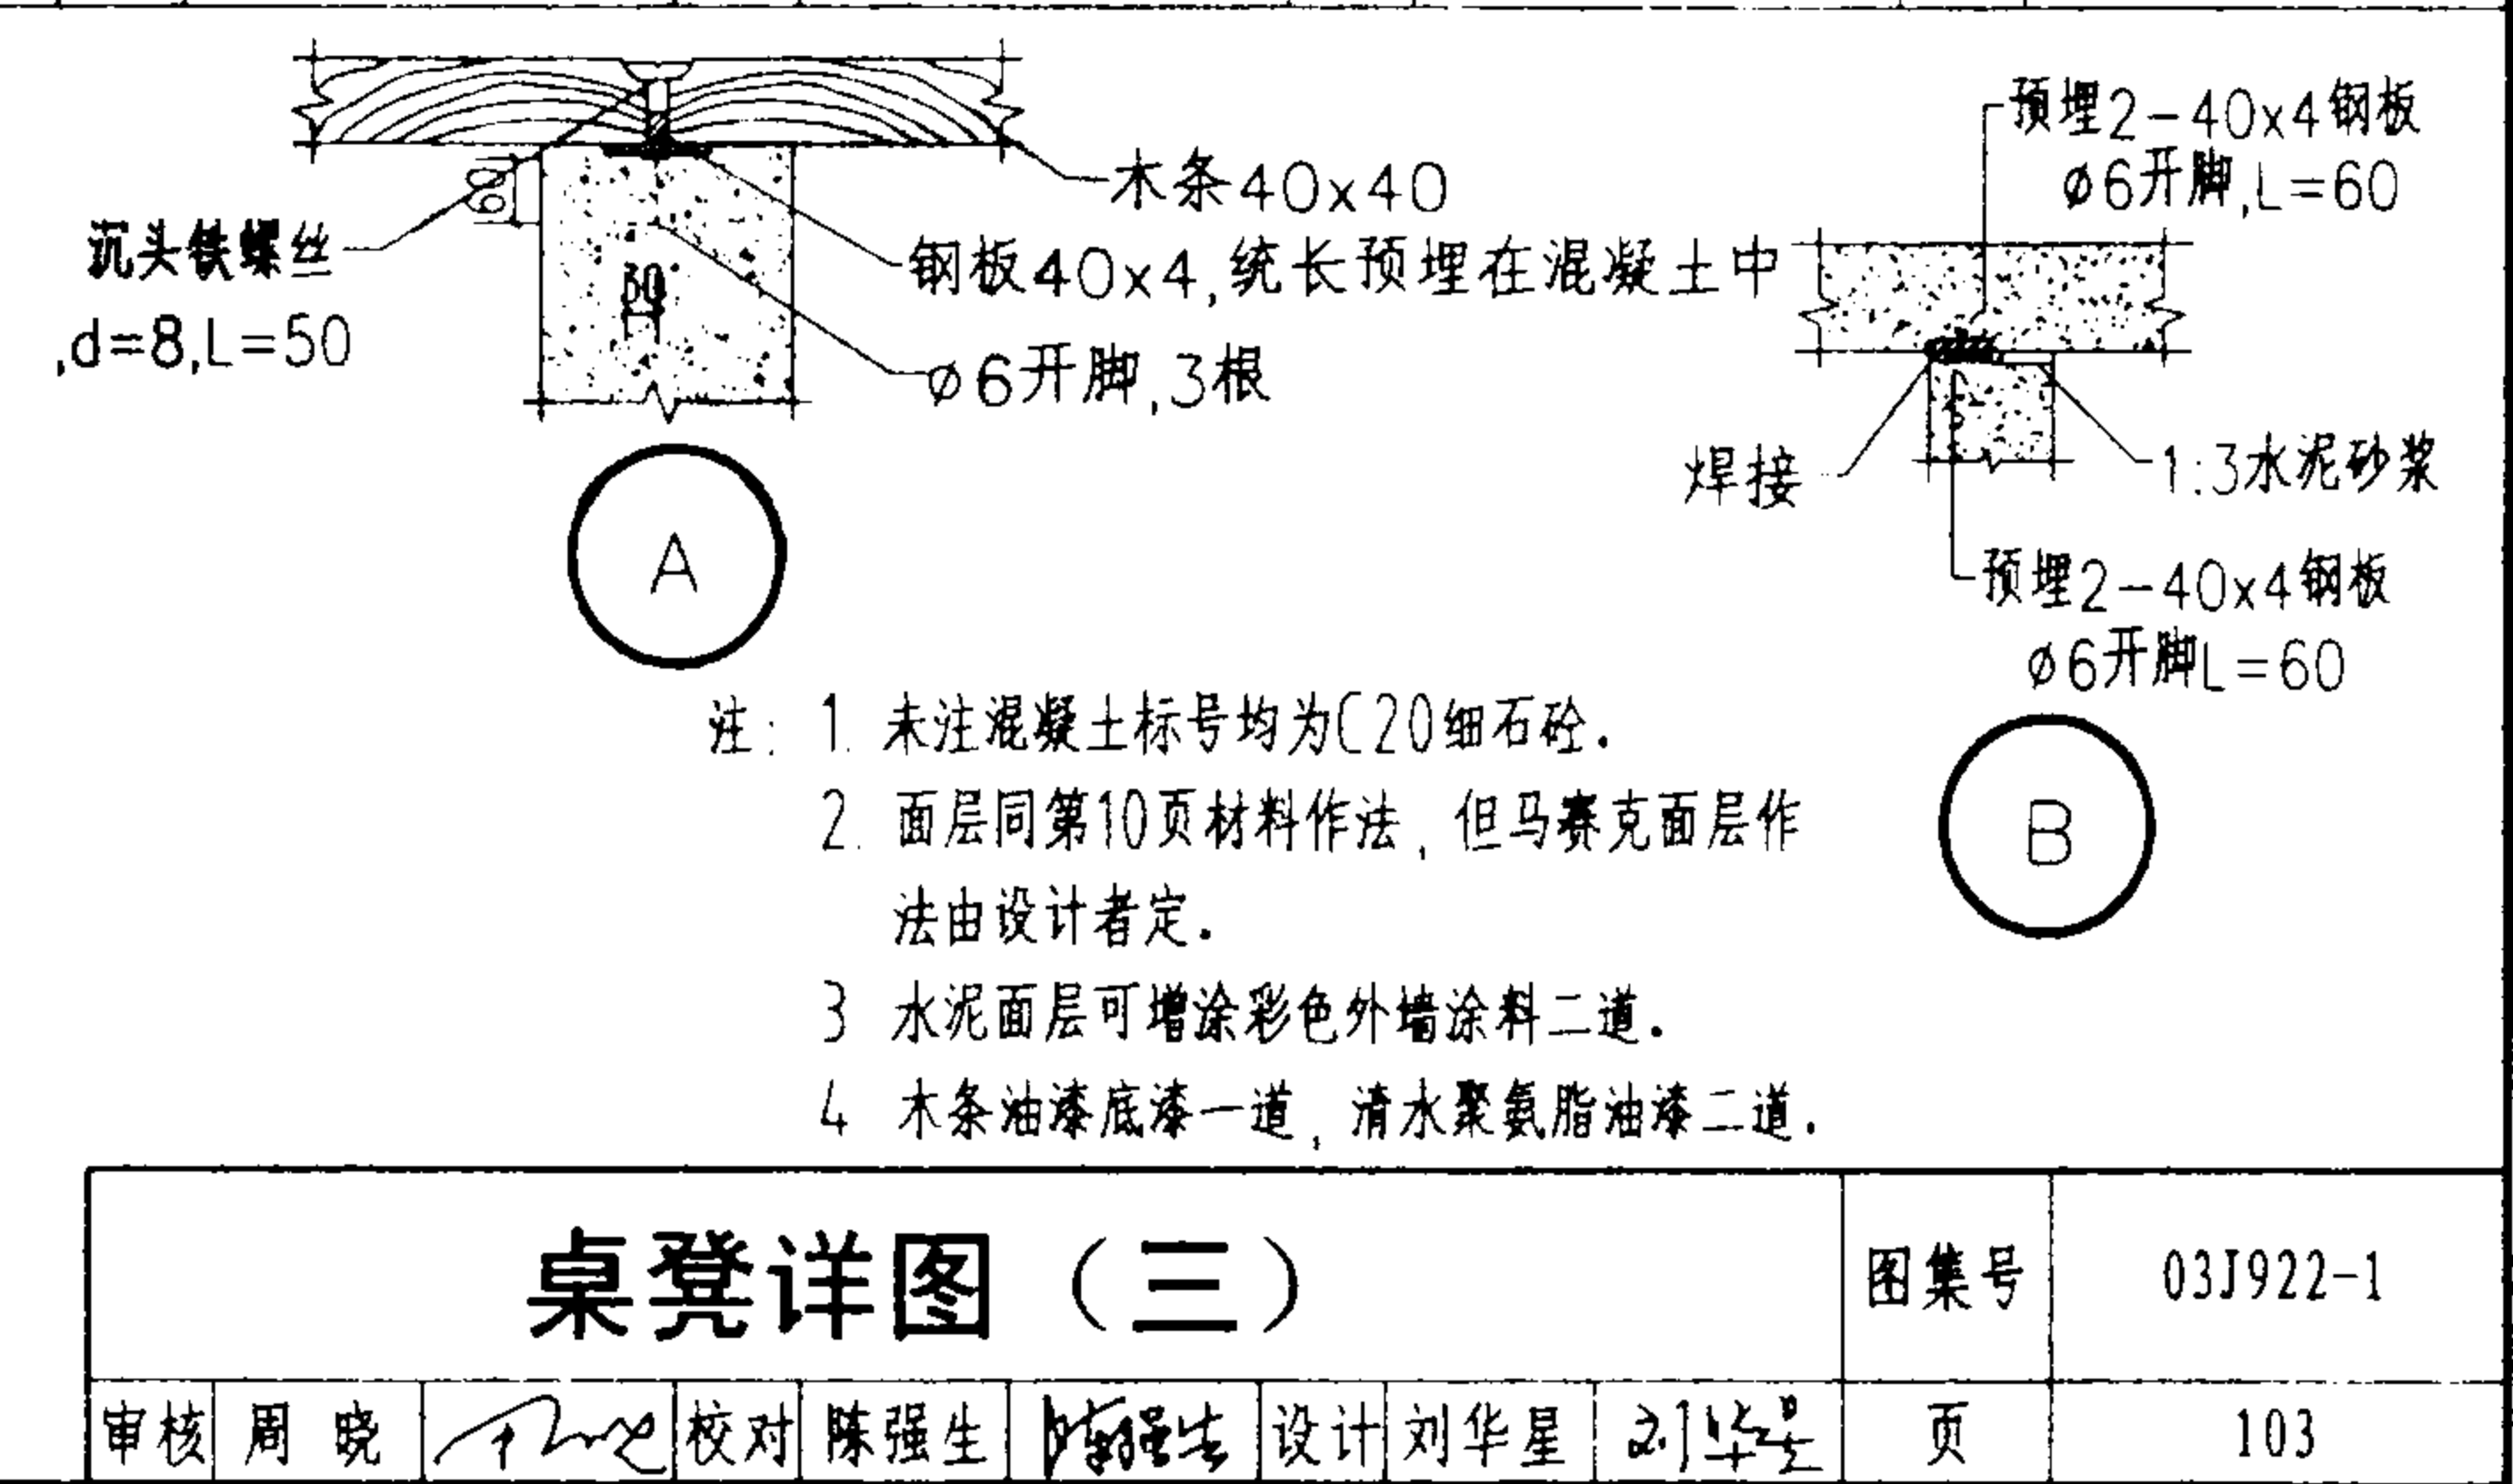 沉头铁螺丝
,d=8,L=50
60
30
木条40x40
钢板40x4,统长预埋在混凝土中
ø6开脚,3根
A
预埋2-40x4钢板
ø6开脚,L=60
焊接
1:3水泥砂浆
预埋2-40x4钢板
ø6开脚L=60
B
注: 1. 未注混凝土标号均为C20细石砼.
2. 面层同第10页材料作法, 但马赛克面层作
法由设计者定.
3 水泥面层可增涂彩色外墙涂料二道.
4 木条油漆底漆一道, 清水聚氨脂油漆二道.
桌凳详图（三） 图集号 03J922-1
审核 周晓 校对 陈强生 陈强生 设计 刘华星 刘华星 页 103